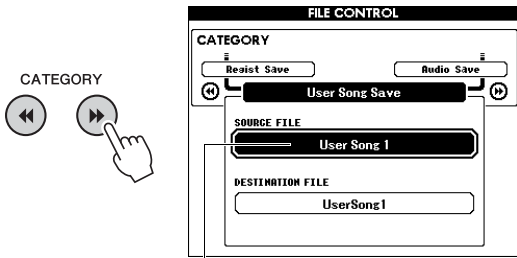 FILE CONTROL
CATEGORY
Regist Save
Audio Save
User Song Save
CATEGORY
SOURCE FILE
User Song 1
DESTINATION FILE
UserSong1